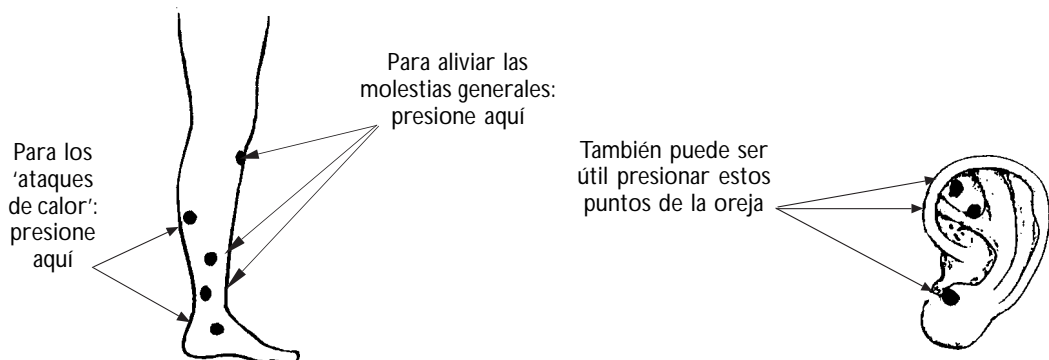 Para aliviar las
molestias generales:
presione aquí
Para los
‘ataques
de calor’:
presione
aquí
También puede ser
útil presionar estos
puntos de la oreja